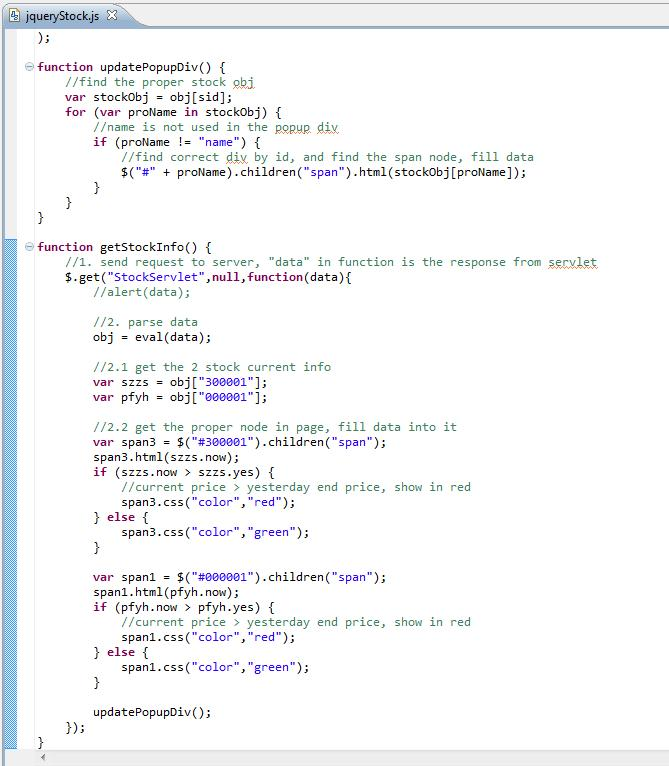 jqueryStock.js
);
function updatePopupDiv() {
//find the proper stock obj
var stockObj = obj[sid];
for (var proName in stockObj) {
//name is not used in the popup div
if (proName != "name") {
//find correct div by id, and find the span node, fill data
$("#" + proName).children("span").html(stockObj[proName]);
}
}
}
function getStockInfo() {
//1. send request to server, "data" in function is the response from servlet
$.get("StockServlet",null,function(data){
//alert(data);
//2. parse data
obj = eval(data);
//2.1 get the 2 stock current info
var szzs = obj["300001"];
var pfyh = obj["000001"];
//2.2 get the proper node in page, fill data into it
var span3 = $("#300001").children("span");
span3.html(szzs.now);
if (szzs.now > szzs.yes) {
//current price > yesterday end price, show in red
span3.css("color","red");
} else {
span3.css("color","green");
}
var span1 = $("#000001").children("span");
span1.html(pfyh.now);
if (pfyh.now > pfyh.yes) {
//current price > yesterday end price, show in red
span1.css("color","red");
} else {
span1.css("color","green");
}
updatePopupDiv();
});
}